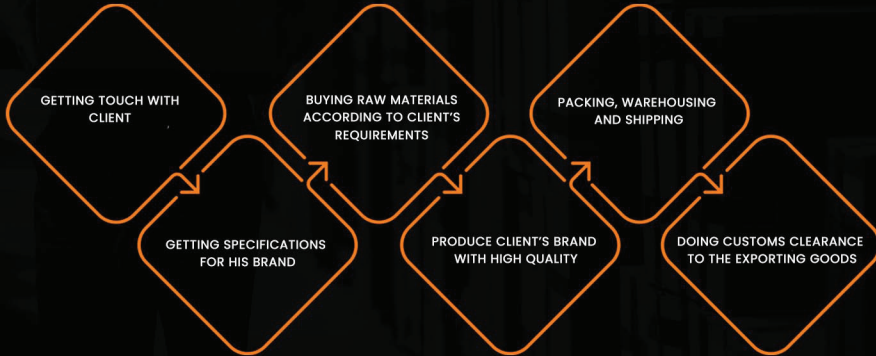 GETTING TOUCH WITH
CLIENT
GETTING SPECIFICATIONS
FOR HIS BRAND
BUYING RAW MATERIALS
ACCORDING TO CLIENT'S
REQUIREMENTS
PRODUCE CLIENT'S BRAND
WITH HIGH QUALITY
PACKING, WAREHOUSING
AND SHIPPING
DOING CUSTOMS CLEARANCE
TO THE EXPORTING GOODS